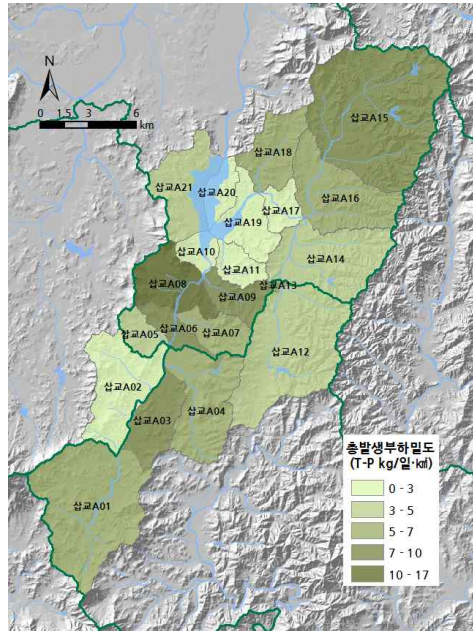 N
0 1.5 3 6
km
삽교A15
삽교A18
삽교A21
삽교A20
삽교A16
삽교A17
삽교A19
삽교A10
삽교A14
삽교A11
삽교A08
삽교A13
삽교A09
삽교A05
삽교A06
삽교A07
삽교A12
삽교A02
삽교A03
삽교A04
삽교A01
총발생부하밀도
(T-P kg/일·㎢)
0 - 3
3 - 5
5 - 7
7 - 10
10 - 17